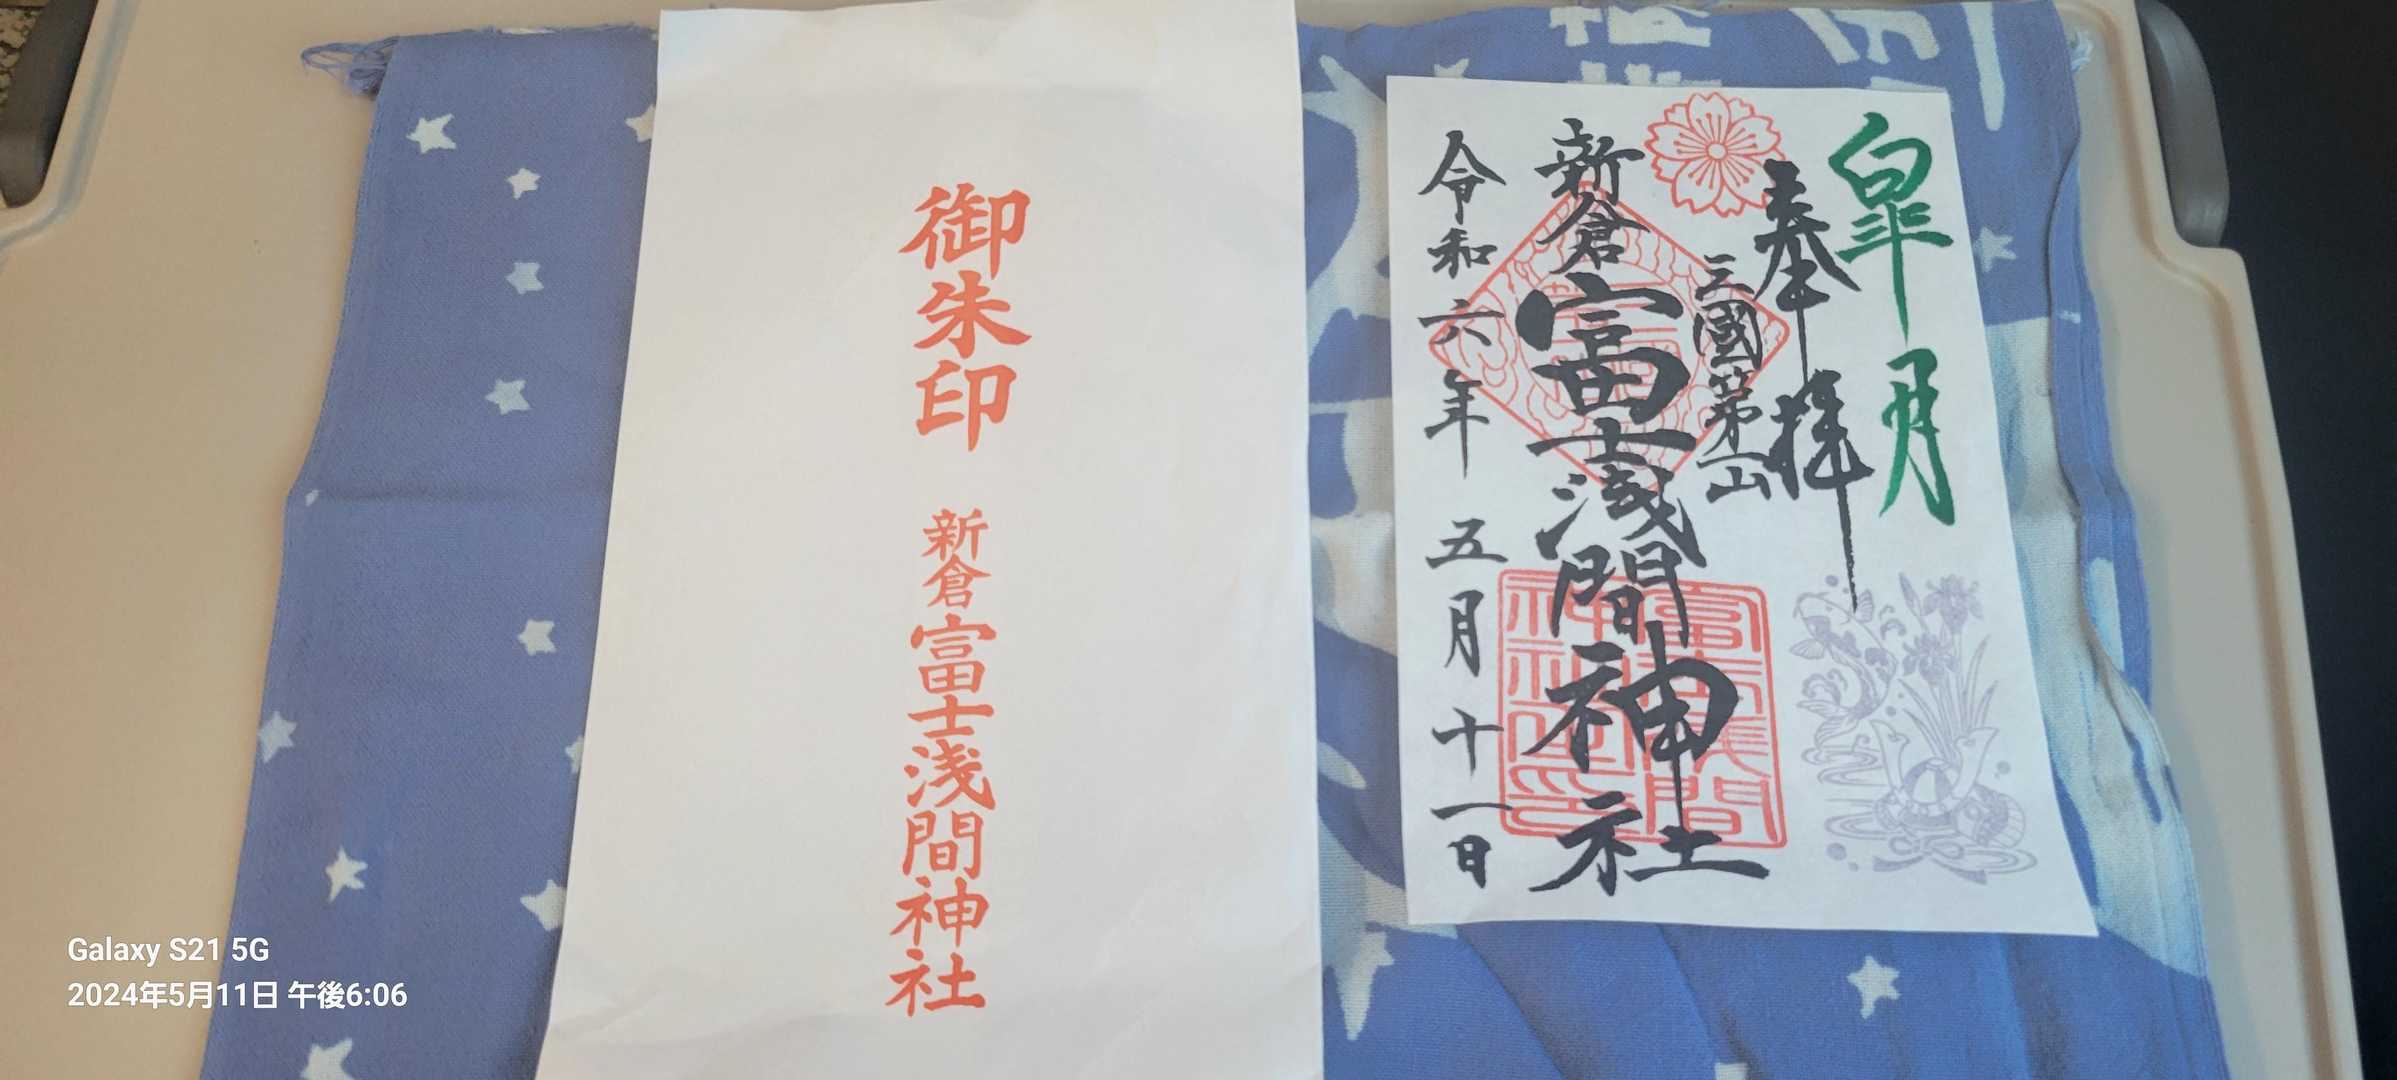 御朱印 新倉富士浅間神社
皐月
奉拝
三國第一山
新倉富士浅間神社
令和六年 五月十一日
Galaxy S21 5G
2024年5月11日 午後6:06